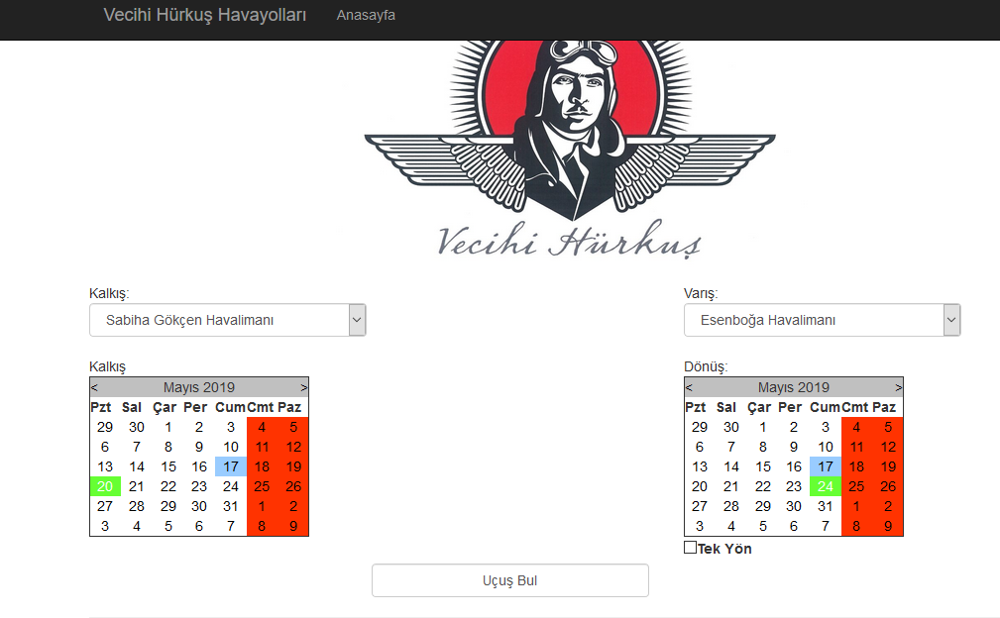 Vecihi Hürkuş Havayolları Anasayfa
Vecihi Hürkuş
Kalkış: Varış:
Sabiha Gökçen Havalimanı Esenboğa Havalimanı
Kalkış Dönüş:
< Mayıs 2019 > < Mayıs 2019 >
Pzt Sal Çar Per Cum Cmt Paz Pzt Sal Çar Per Cum Cmt Paz
29 30 1 2 3 4 5 29 30 1 2 3 4 5
6 7 8 9 10 11 12 6 7 8 9 10 11 12
13 14 15 16 17 18 19 13 14 15 16 17 18 19
20 21 22 23 24 25 26 20 21 22 23 24 25 26
27 28 29 30 31 1 2 27 28 29 30 31 1 2
3 4 5 6 7 8 9 3 4 5 6 7 8 9
Tek Yön
Uçuş Bul